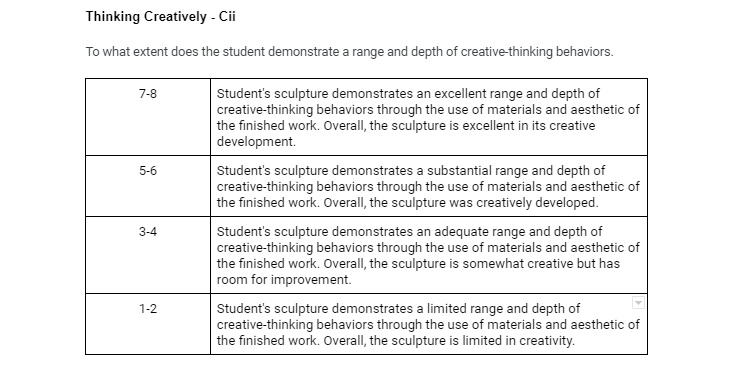 Thinking Creatively - Cii
To what extent does the student demonstrate a range and depth of creative-thinking behaviors.
7-8
Student's sculpture demonstrates an excellent range and depth of
creative-thinking behaviors through the use of materials and aesthetic of
the finished work. Overall, the sculpture is excellent in its creative
development.
5-6
Student's sculpture demonstrates a substantial range and depth of
creative-thinking behaviors through the use of materials and aesthetic of
the finished work. Overall, the sculpture was creatively developed.
3-4
Student's sculpture demonstrates an adequate range and depth of
creative-thinking behaviors through the use of materials and aesthetic of
the finished work. Overall, the sculpture is somewhat creative but has
room for improvement.
1-2
Student's sculpture demonstrates a limited range and depth of
creative-thinking behaviors through the use of materials and aesthetic of
the finished work. Overall, the sculpture is limited in creativity.